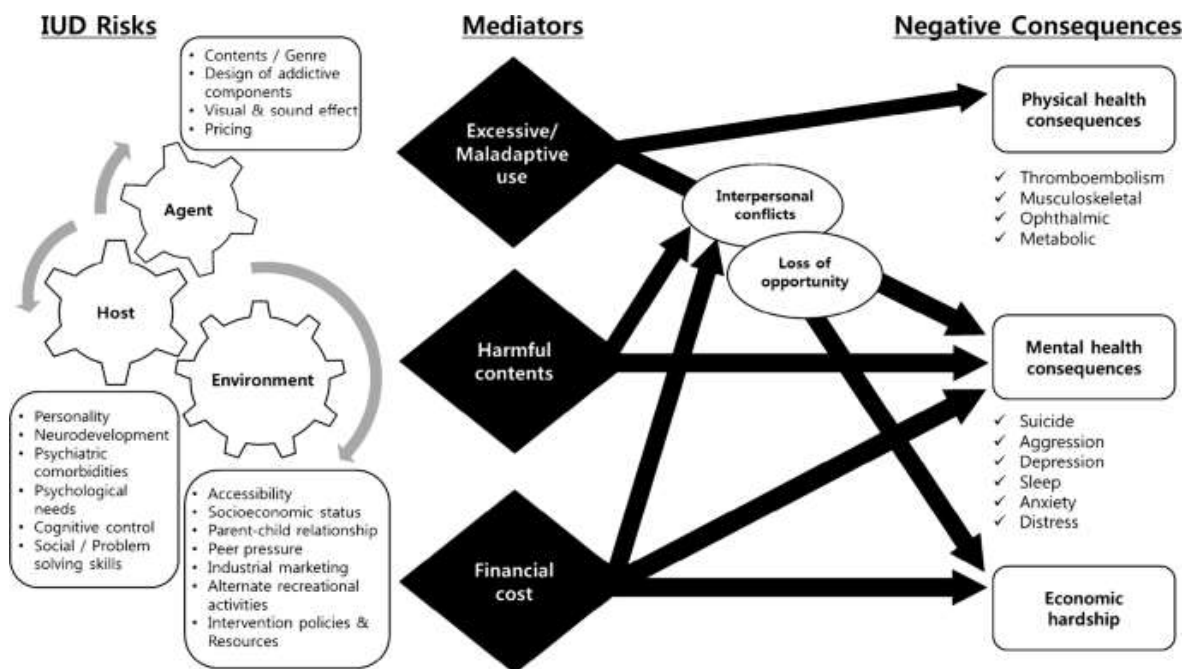 IUD Risks
• Contents / Genre
• Design of addictive
components
• Visual & sound effect
• Pricing
Agent
Host
Environment
• Personality
• Neurodevelopment
• Psychiatric
comorbidities
• Psychological
needs
• Cognitive control
• Social / Problem
solving skills
• Accessibility
• Socioeconomic status
• Parent-child relationship
• Peer pressure
• Industrial marketing
• Alternate recreational
activities
• Intervention policies &
Resources
Mediators
Excessive/
Maladaptive
use
Interpersonal
conflicts
Loss of
opportunity
Harmful
contents
Financial
cost
Negative Consequences
Physical health
consequences
✓ Thromboembolism
✓ Musculoskeletal
✓ Ophthalmic
✓ Metabolic
Mental health
consequences
✓ Suicide
✓ Aggression
✓ Depression
✓ Sleep
✓ Anxiety
✓ Distress
Economic
hardship